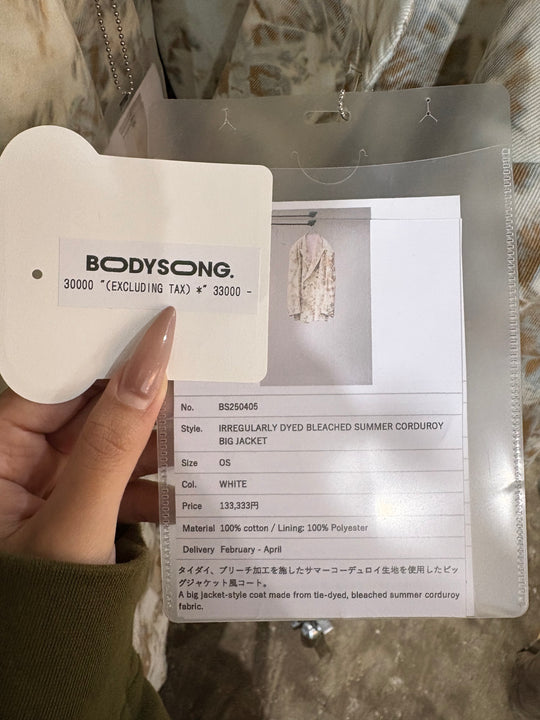 BODYSONG.
30000 "(EXCLUDING TAX) *" 33000 -
No. BS250405
Style. IRREGULARLY DYED BLEACHED SUMMER CORDUROY
BIG JACKET
Size OS
Col. WHITE
Price 133,333円
Material 100% cotton / Lining: 100% Polyester
Delivery February - April
タイダイ、ブリーチ加工を施したサマーコーデュロイ生地を使用したビッ
グジャケット風コート。
A big jacket-style coat made from tie-dyed, bleached summer corduroy
fabric.